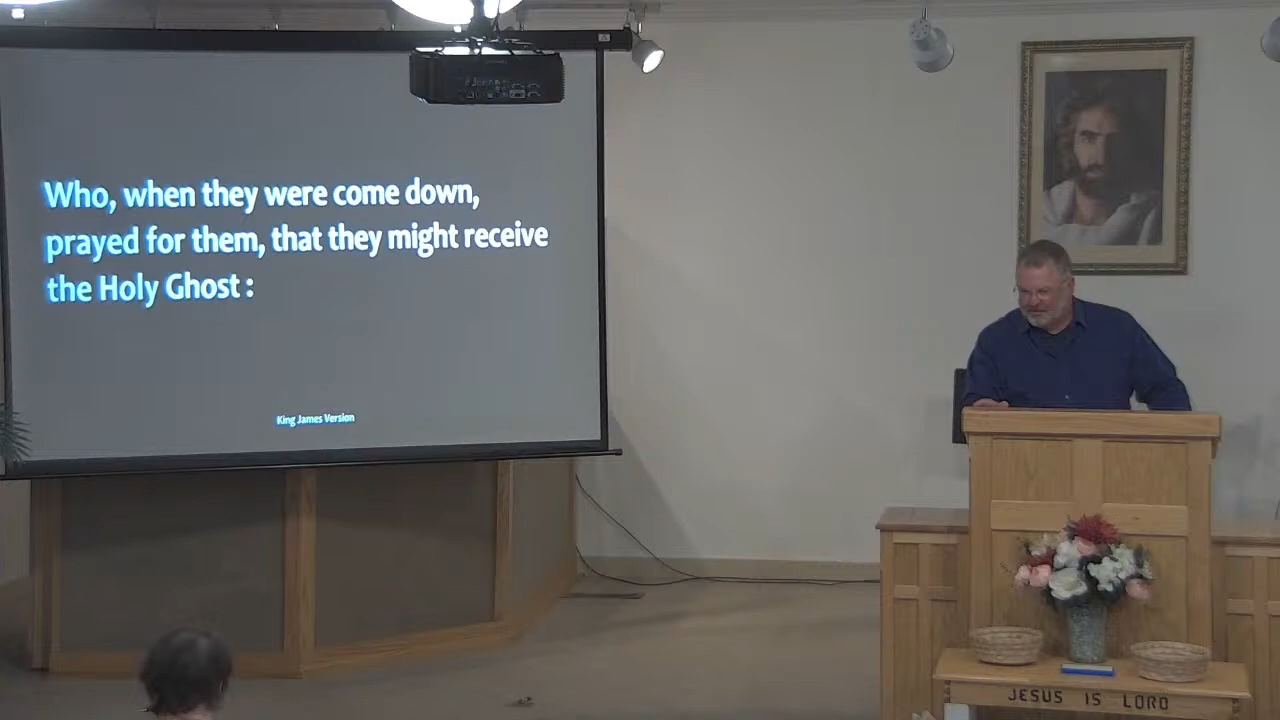 Who, when they were come down,
prayed for them, that they might receive
the Holy Ghost :
King James Version
JESUS IS LORD